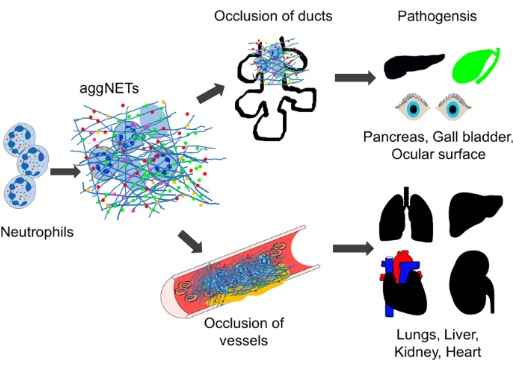 Occlusion of ducts
Pathogensis
aggNETs
Pancreas, Gall bladder,
Ocular surface
Neutrophils
Occlusion of
vessels
Lungs, Liver,
Kidney, Heart